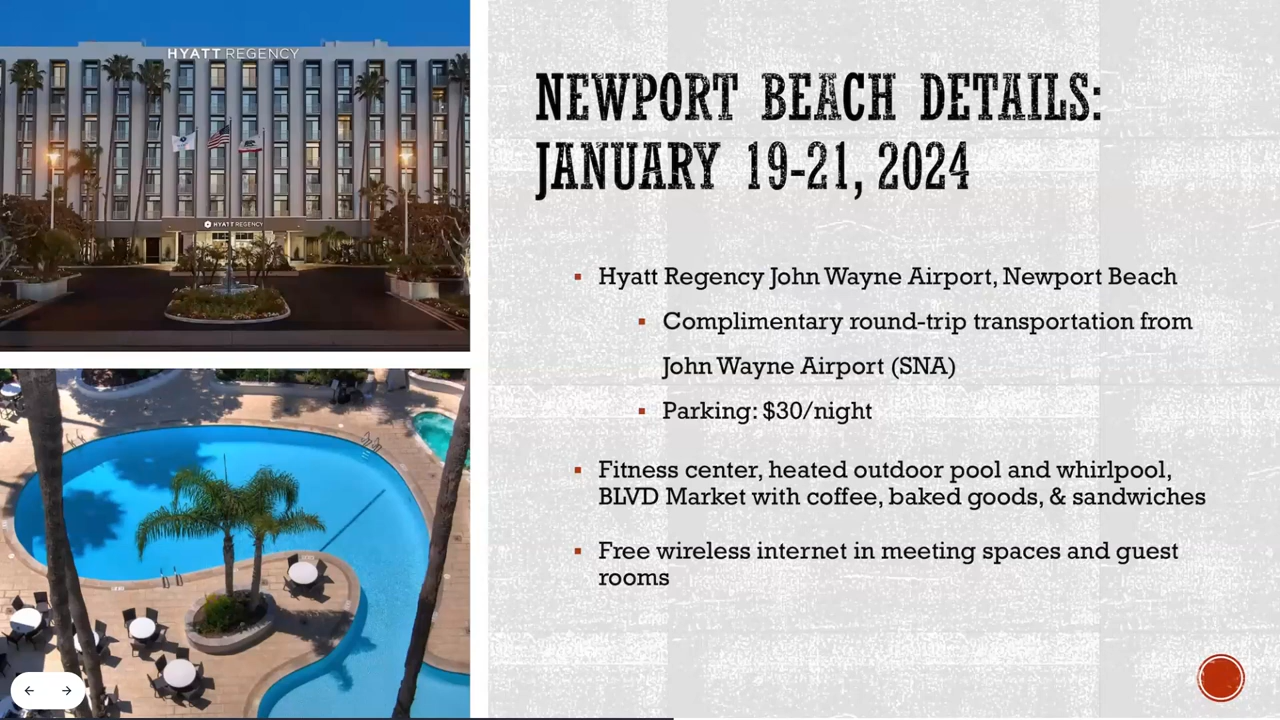 HYATT REGENCY
HYATT REGENCY
NEWPORT BEACH DETAILS:
JANUARY 19-21, 2024
Hyatt Regency John Wayne Airport, Newport Beach
Complimentary round-trip transportation from
John Wayne Airport (SNA)
Parking: $30/night
Fitness center, heated outdoor pool and whirlpool,
BLVD Market with coffee, baked goods, & sandwiches
Free wireless internet in meeting spaces and guest
rooms